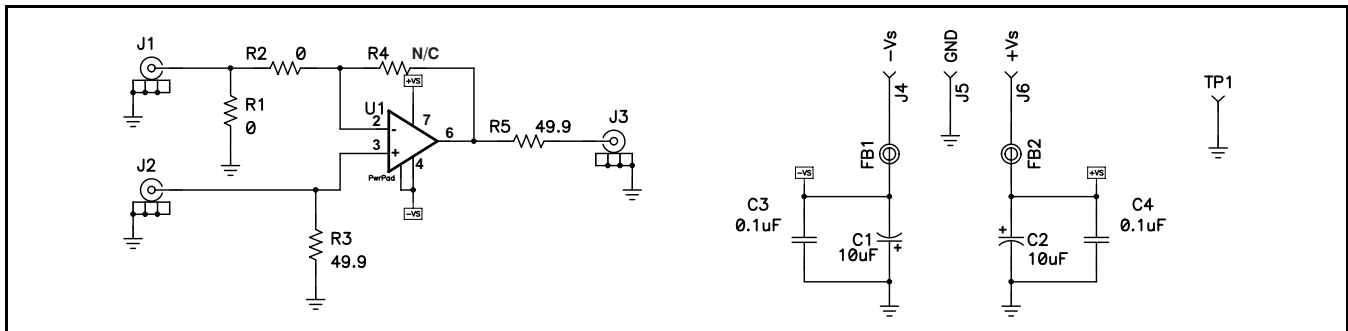 J1
R2 0
R4 N/C
+VS
R1
0
U1
2 -
7
3 +
6
4
PwrPad
-VS
R5 49.9
J3
J2
R3
49.9
-Vs
GND
+Vs
J4
J5
J6
TP1
FB1
FB2
-VS
+VS
C3
0.1uF
C1
10uF
+
+
C2
10uF
C4
0.1uF